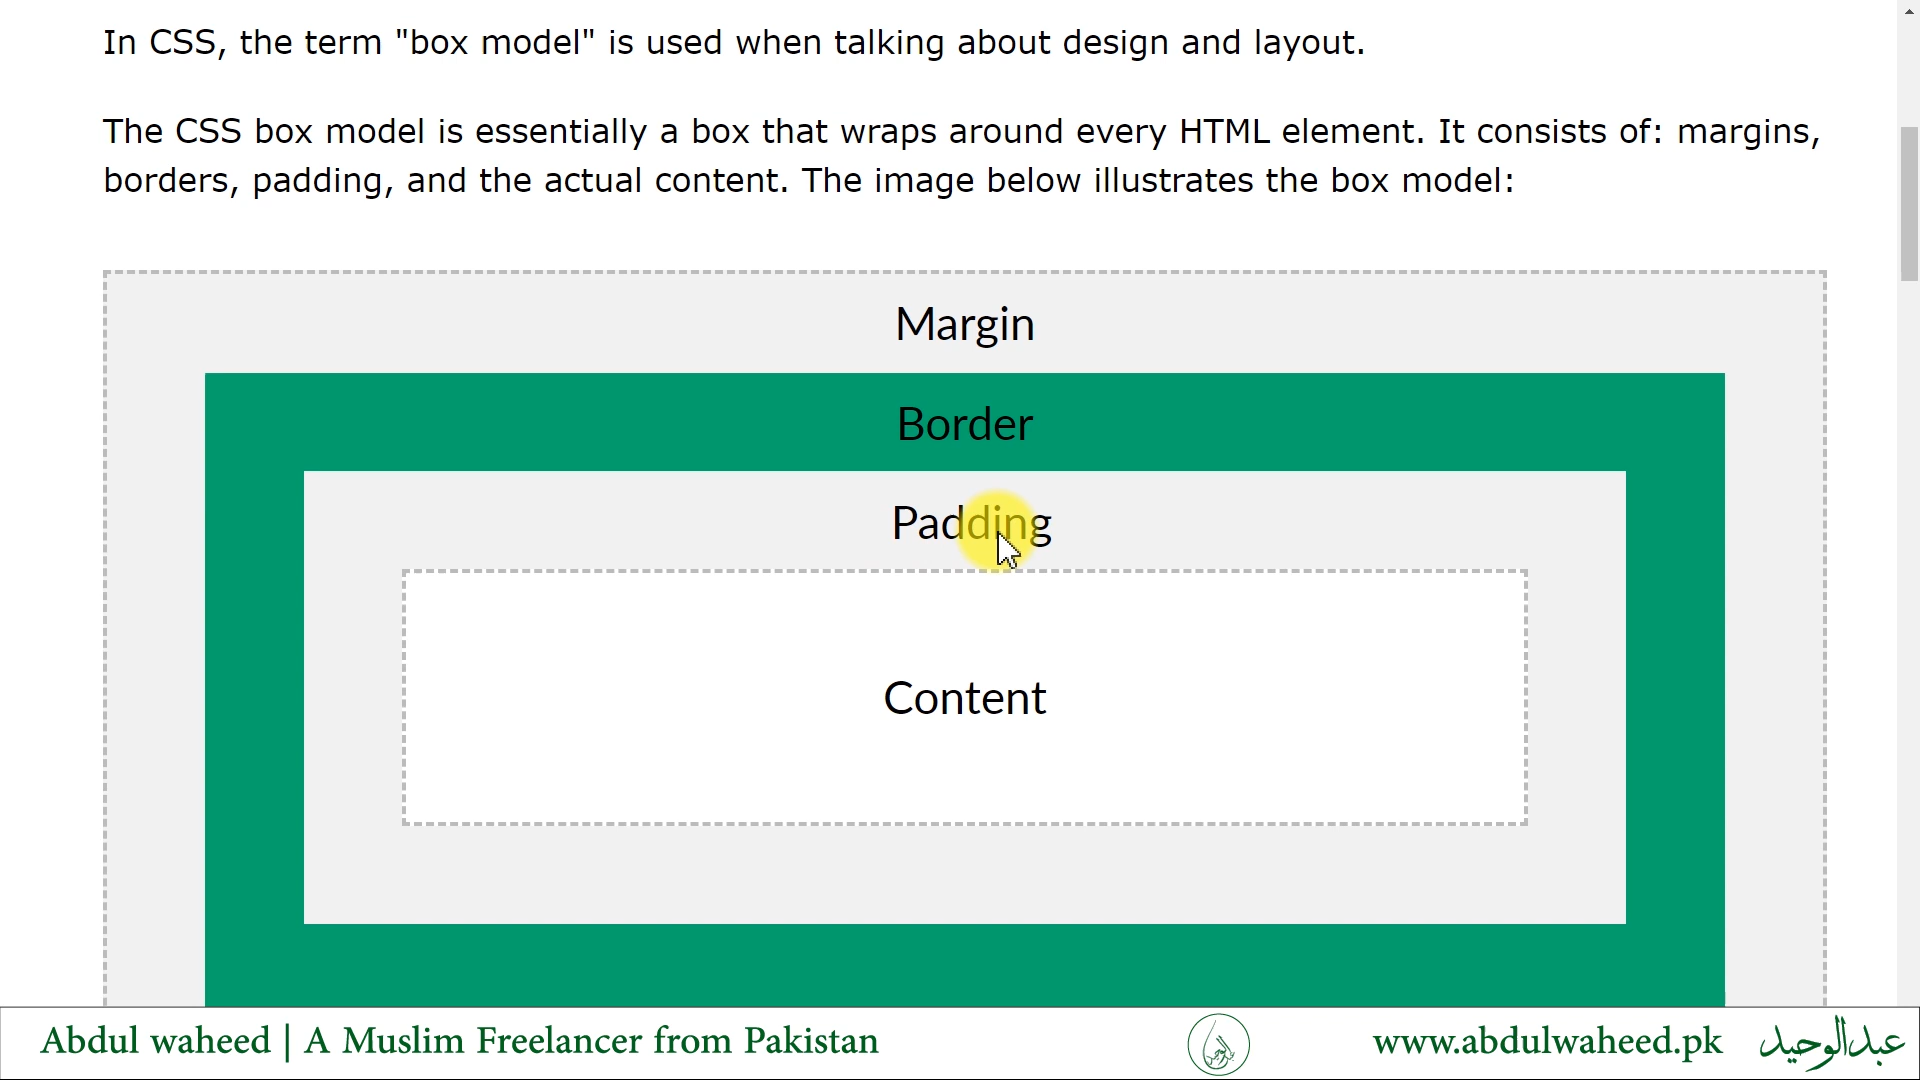 In CSS, the term "box model" is used when talking about design and layout.
The CSS box model is essentially a box that wraps around every HTML element. It consists of: margins,
borders, padding, and the actual content. The image below illustrates the box model:
Margin
Border
Padding
Content
Abdul waheed | A Muslim Freelancer from Pakistan
www.abdulwaheed.pk
عبدالوحید